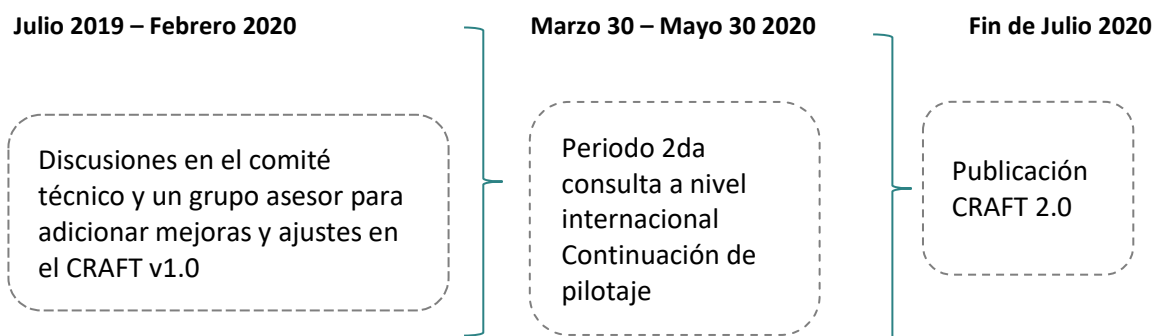 Julio 2019 – Febrero 2020
Marzo 30 – Mayo 30 2020
Fin de Julio 2020
Discusiones en el comité
técnico y un grupo asesor para
adicionar mejoras y ajustes en
el CRAFT v1.0
Periodo 2da
consulta a nivel
internacional
Continuación de
pilotaje
Publicación
CRAFT 2.0